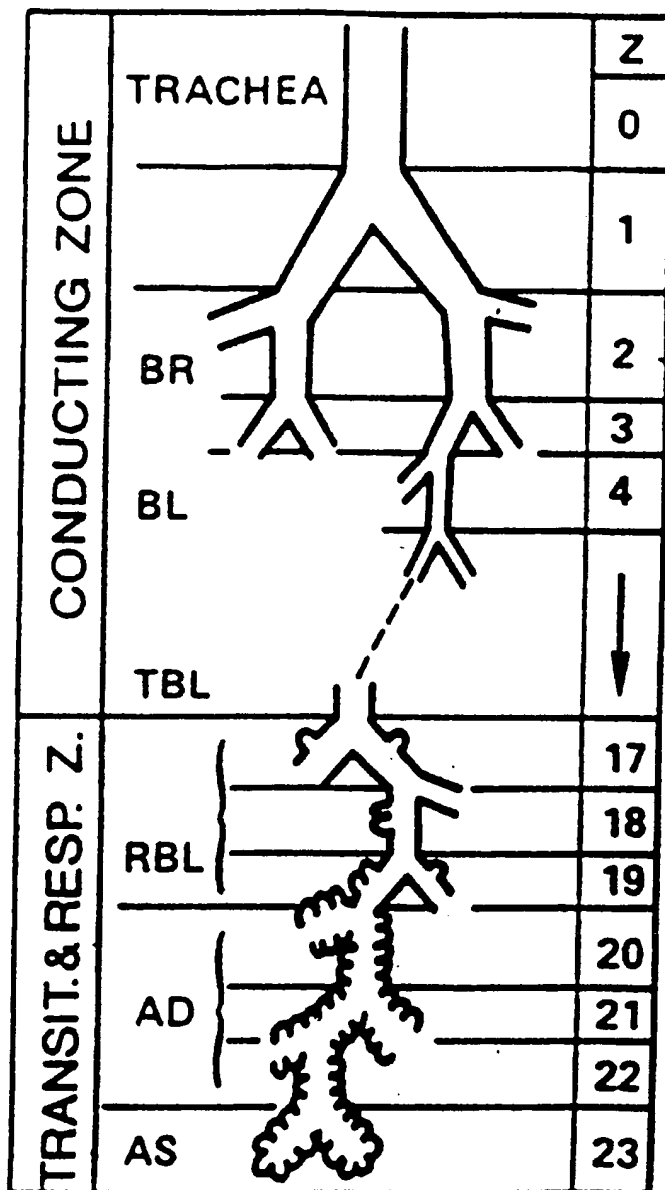 CONDUCTING ZONE
TRANSIT.& RESP. Z.
Z
TRACHEA 0
1
BR 2
3
BL 4
TBL
17
RBL 18
19
20
AD 21
22
AS 23